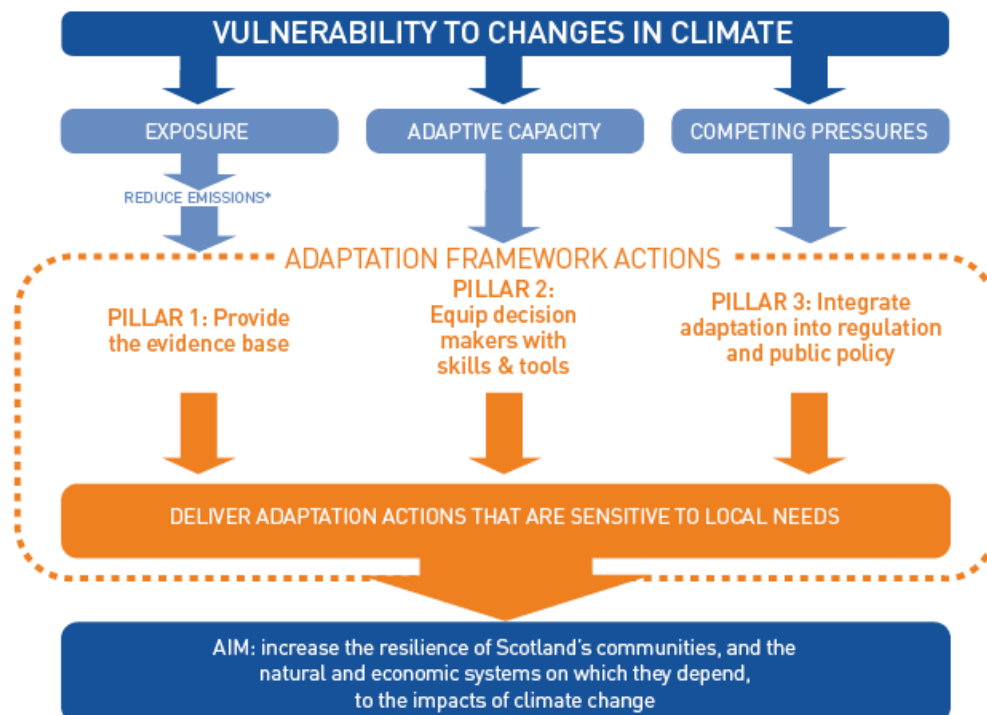 VULNERABILITY TO CHANGES IN CLIMATE
EXPOSURE
ADAPTIVE CAPACITY
COMPETING PRESSURES
REDUCE EMISSIONS*
ADAPTATION FRAMEWORK ACTIONS
PILLAR 1: Provide
the evidence base
PILLAR 2:
Equip decision
makers with
skills & tools
PILLAR 3: Integrate
adaptation into regulation
and public policy
DELIVER ADAPTATION ACTIONS THAT ARE SENSITIVE TO LOCAL NEEDS
AIM: increase the resilience of Scotland's communities, and the
natural and economic systems on which they depend,
to the impacts of climate change